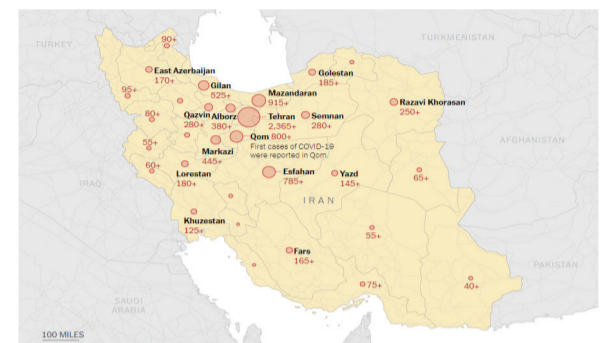 90+
TURKEY
TURKMENISTAN
East Azerbaijan
170+
Golestan
185+
Gilan
525+
95+
Mazandaran
915+
Razavi Khorasan
250+
80+
Qazvin
280+
Alborz
380+
Tehran
2,365+
Semnan
280+
Qom 800+
First cases of COVID-19
were reported in Qom.
55+
Markazi
445+
AFGHANISTAN
60+
Lorestan
180+
Esfahan
785+
Yazd
145+
65+
IRAQ
IRAN
Khuzestan
125+
55+
Fars
165+
PAKISTAN
75+
40+
SAUDI
ARABIA
100 MILES